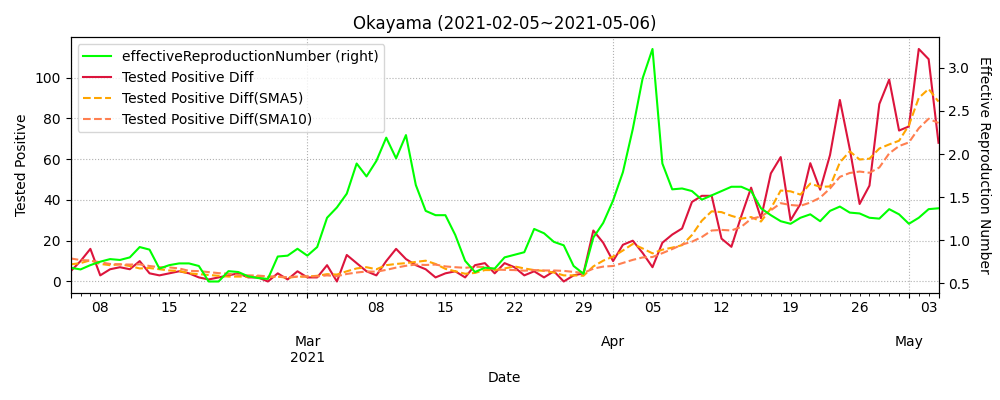 Okayama (2021-02-05~2021-05-06)
effectiveReproductionNumber (right)
Tested Positive Diff
Tested Positive Diff(SMA5)
Tested Positive Diff(SMA10)
Tested Positive
100
80
60
40
20
0
Effective Reproduction Number
3.0
2.5
2.0
1.5
1.0
0.5
08 15 22 08 15 22 29 05 12 19 26 03
Mar Apr May
2021
Date